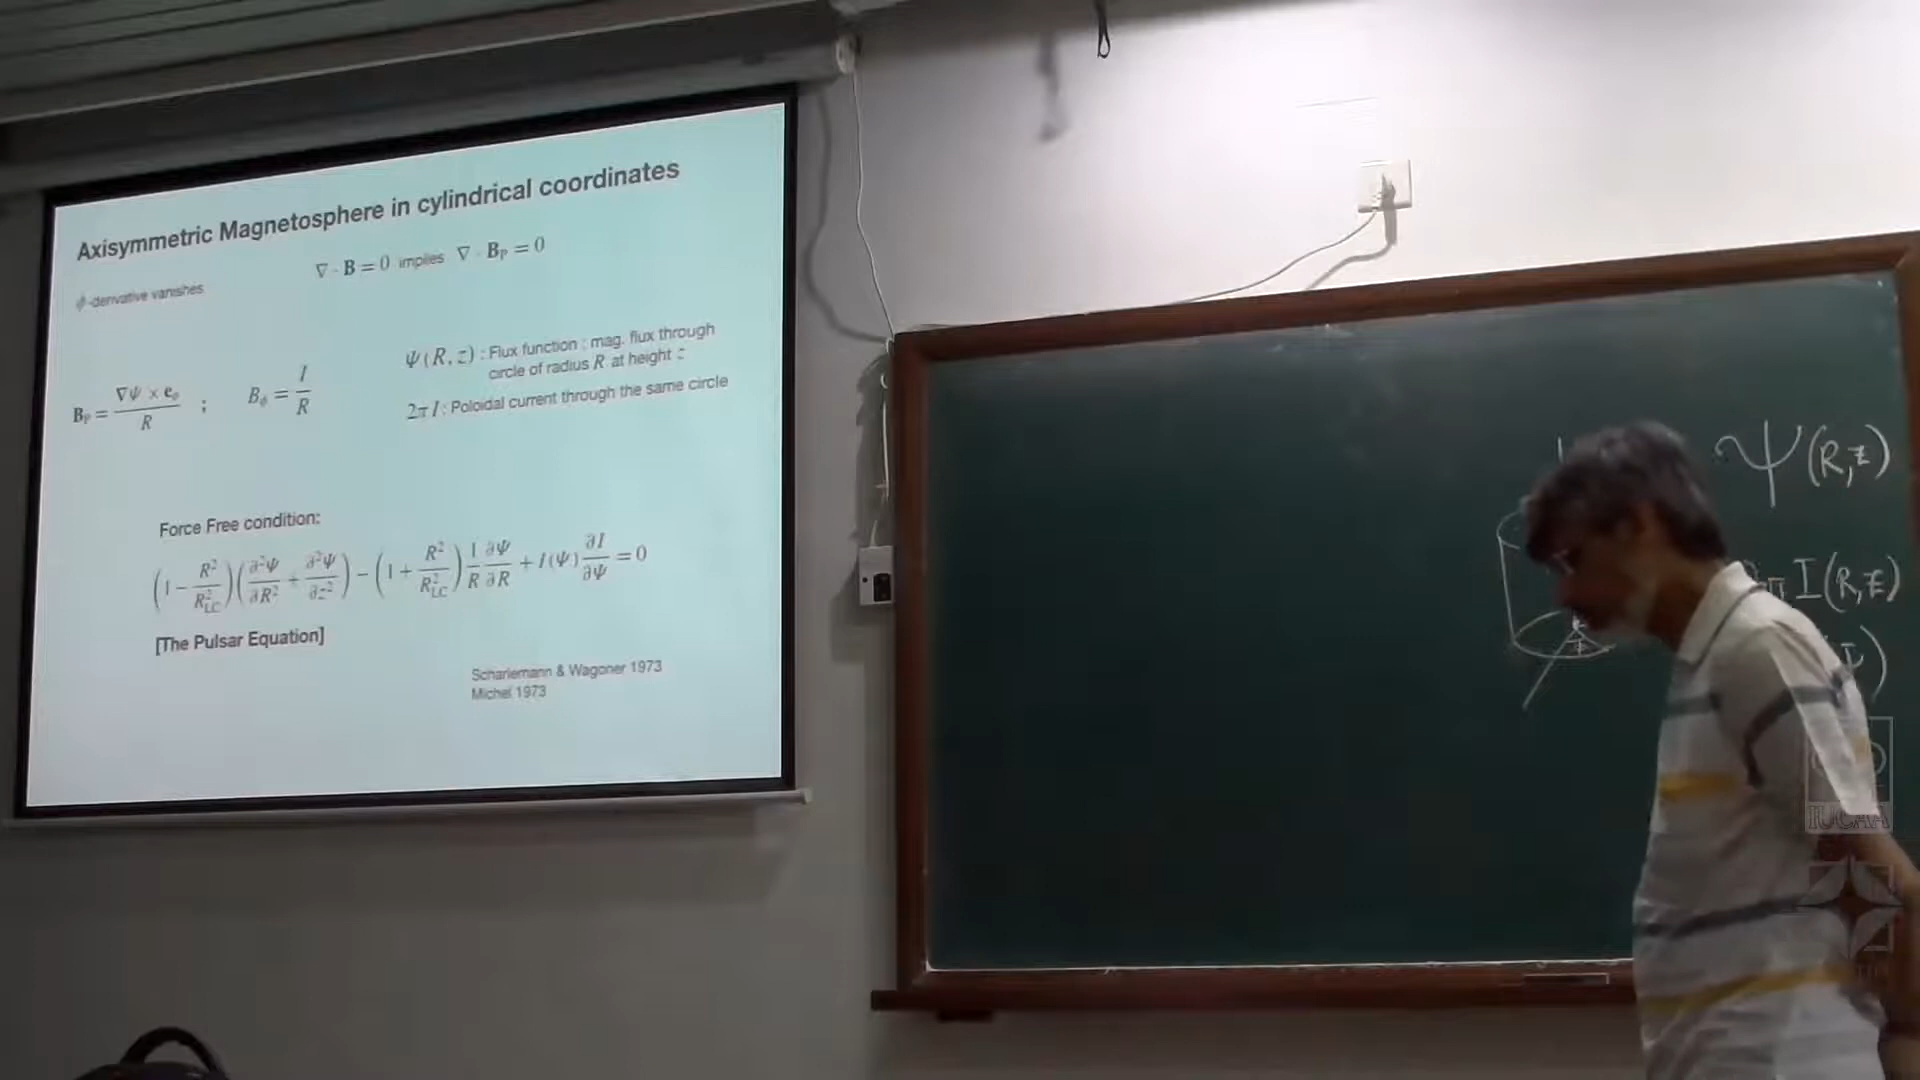 Axisymmetric Magnetosphere in cylindrical coordinates
∇ · B = 0 implies ∇ · B_P = 0
ϕ-derivative vanishes
Ψ(R, z) : Flux function : mag. flux through
circle of radius R at height z
B_P = ∇Ψ × e_ϕ / R ; B_ϕ = I / R
2π I : Poloidal current through the same circle
Force Free condition:
(1 − R²/R²_LC)(∂²Ψ/∂R² + ∂²Ψ/∂z²) − (1 + R²/R²_LC) 1/R ∂Ψ/∂R + I(Ψ) ∂I/∂Ψ = 0
[The Pulsar Equation]
Scharlemann & Wagoner 1973
Michel 1973
Ψ(R,z)
I(R,z)
IUCAA